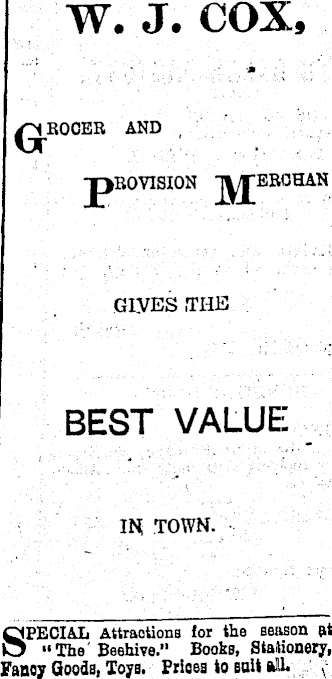 W. J. COX,
GROCER AND
PROVISION MERCHAN
GIVES THE
BEST VALUE
IN TOWN.
SPECIAL Attractions for the season at
"The Beehive." Books, Stationery,
Fancy Goods, Toys. Prices to suit all.